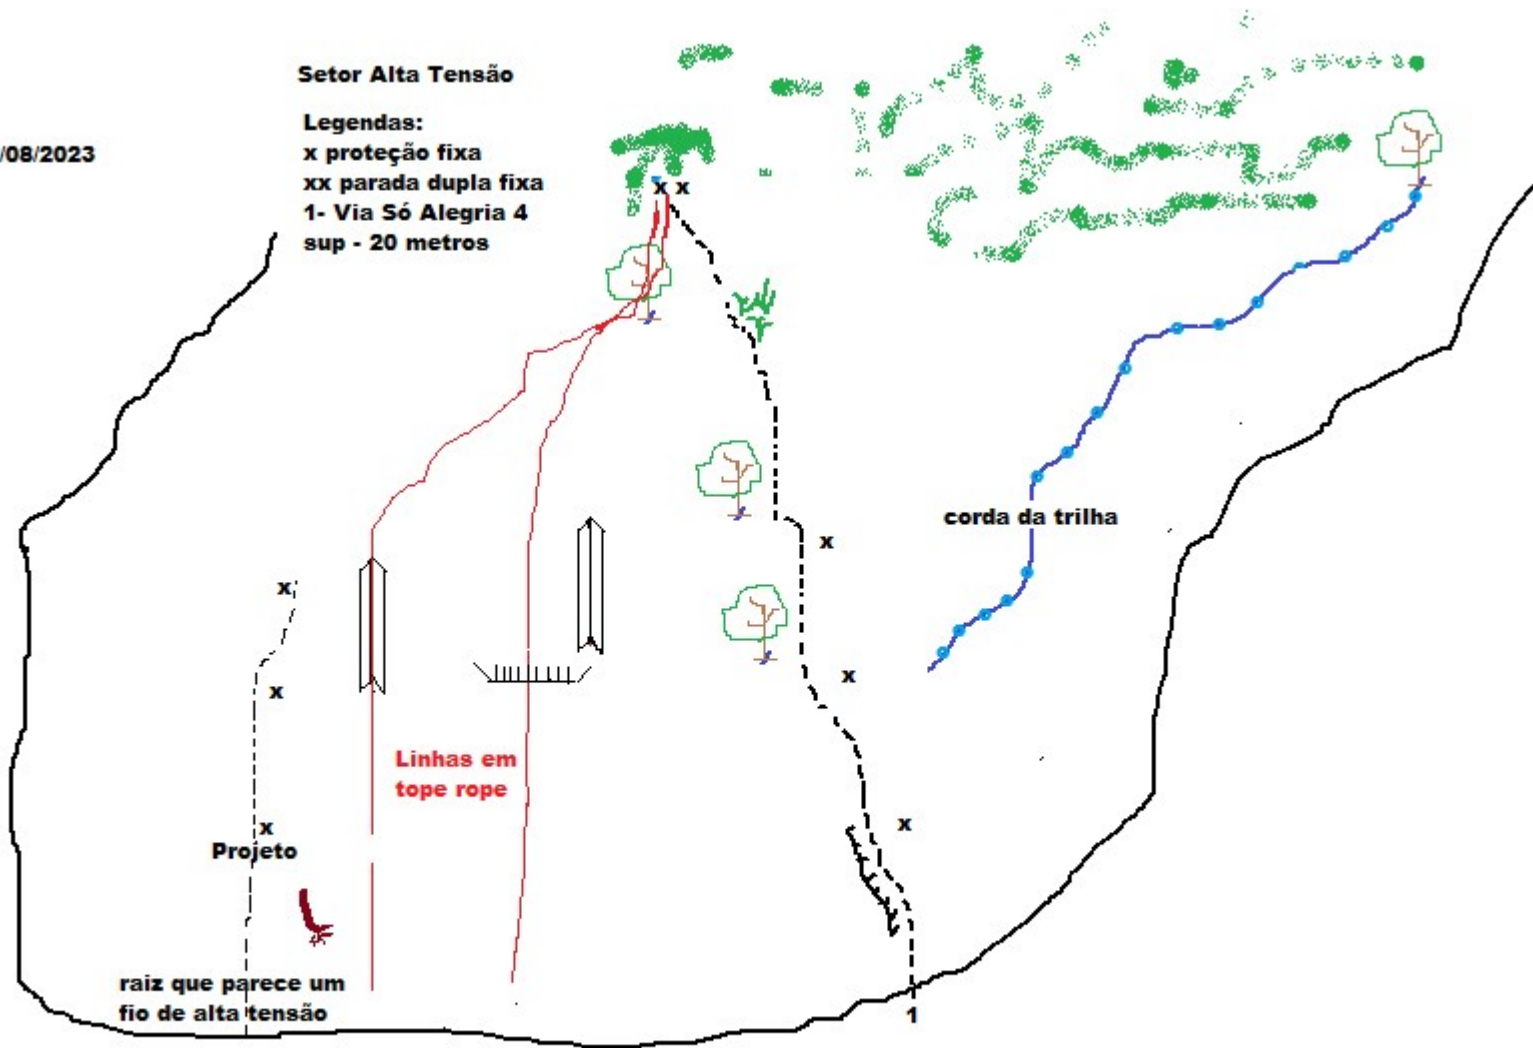 Setor Alta Tensão
Legendas:
/08/2023
x proteção fixa
xx parada dupla fixa
1- Via Só Alegria 4
sup - 20 metros
x x
corda da trilha
x
x
x
x
Linhas em
tope rope
x
x
Projeto
raiz que parece um
fio de alta tensão
1